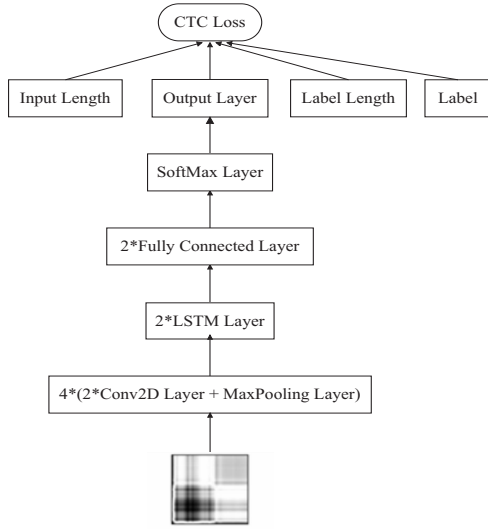 CTC Loss
Input Length
Output Layer
Label Length
Label
SoftMax Layer
2*Fully Connected Layer
2*LSTM Layer
4*(2*Conv2D Layer + MaxPooling Layer)